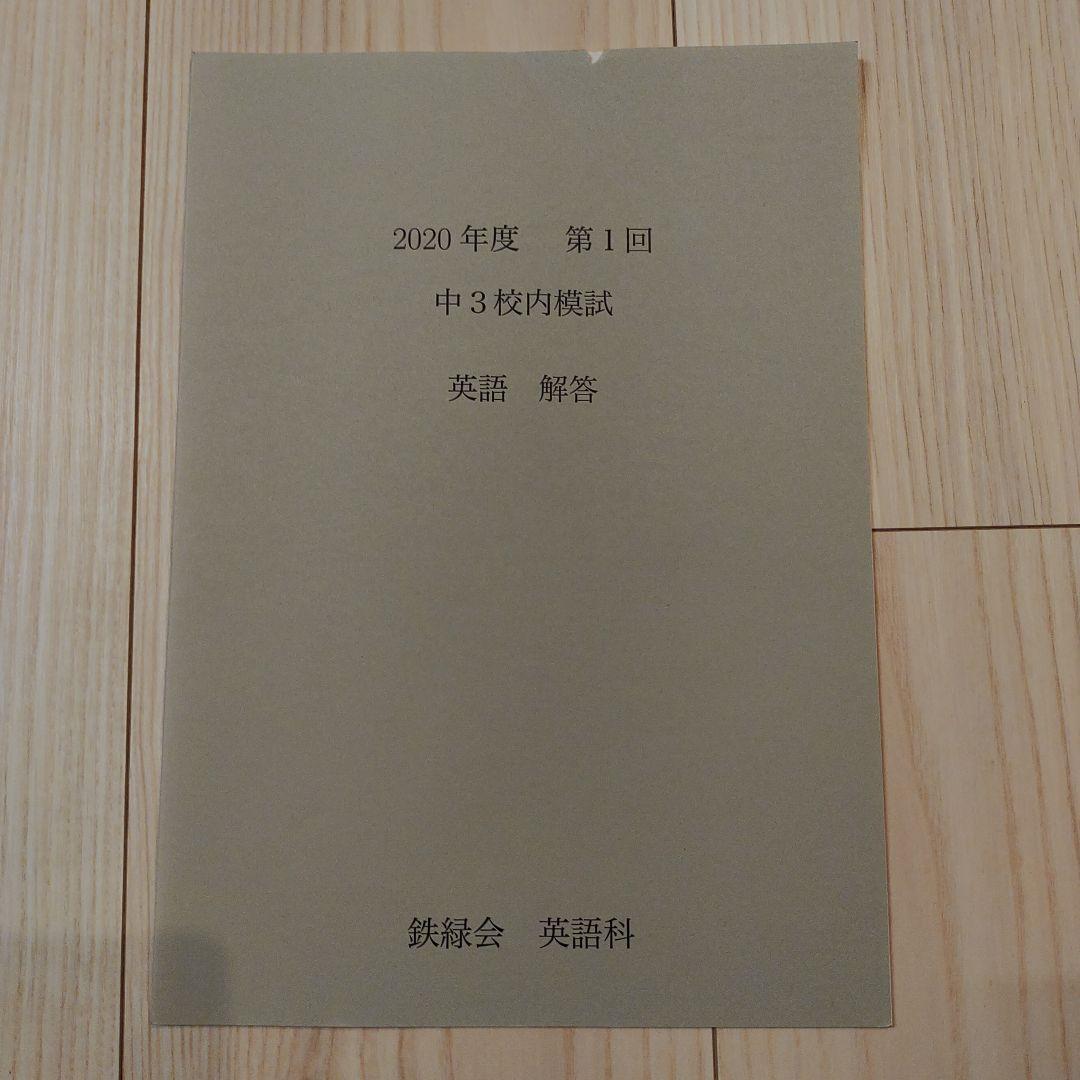 2020 年度　第 1 回
中 3 校内模試
英語　解答
鉄緑会　英語科